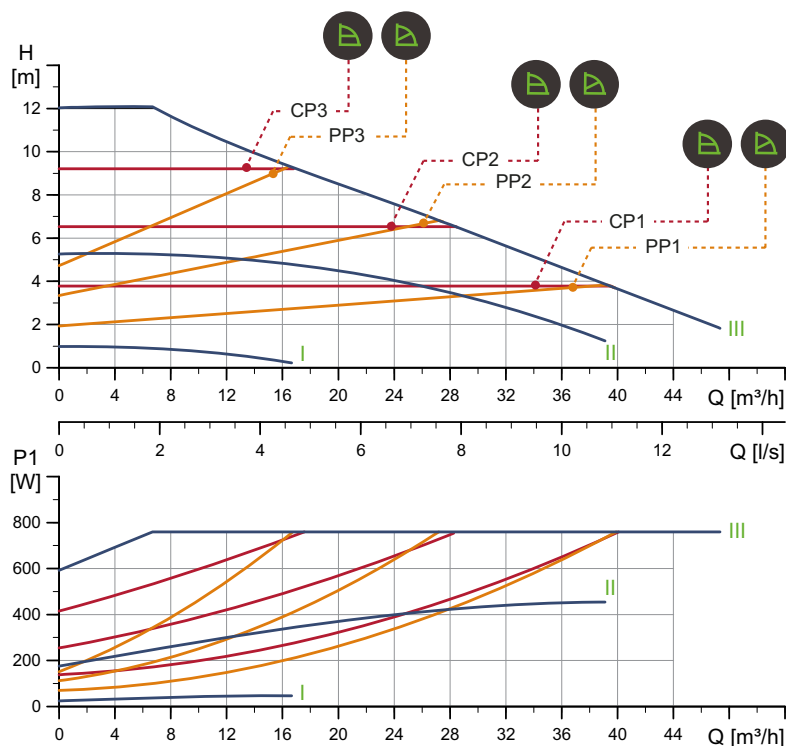 H
[m]
CP3
PP3
CP2
PP2
CP1
PP1
12
10
8
6
4
2
0
I
II
III
0 4 8 12 16 20 24 28 32 36 40 44 Q [m³/h]
0 2 4 6 8 10 12 Q [l/s]
P1
[W]
800
600
400
200
0
III
II
I
0 4 8 12 16 20 24 28 32 36 40 44 Q [m³/h]